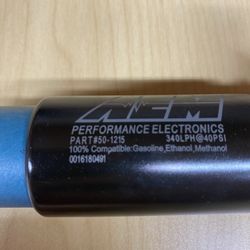 AEM
PERFORMANCE ELECTRONICS
PART#50-1215 340LPH@40PSI
100% Compatible:Gasoline,Ethanol,Methanol
0016180491